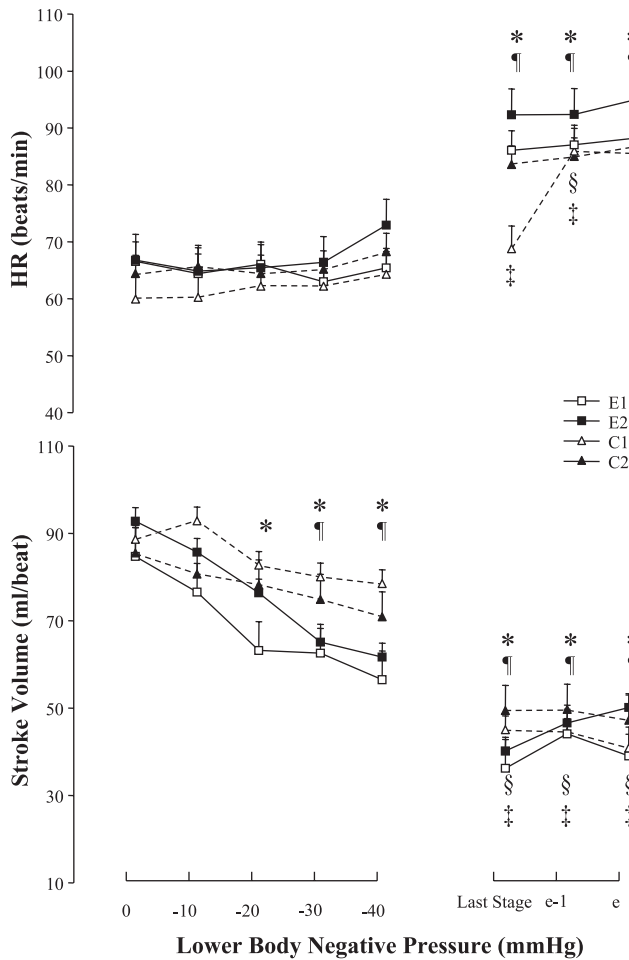 110
100
90
80
70
60
50
40
HR (beats/min)
* * *
¶ ¶ ¶
§
‡ ‡
E1
E2
C1
C2
110
90
70
50
30
10
Stroke Volume (ml/beat)
* * *
¶ ¶
* * *
¶ ¶ ¶
§ § §
‡ ‡ ‡
0 -10 -20 -30 -40 Last Stage e-1 e
Lower Body Negative Pressure (mmHg)